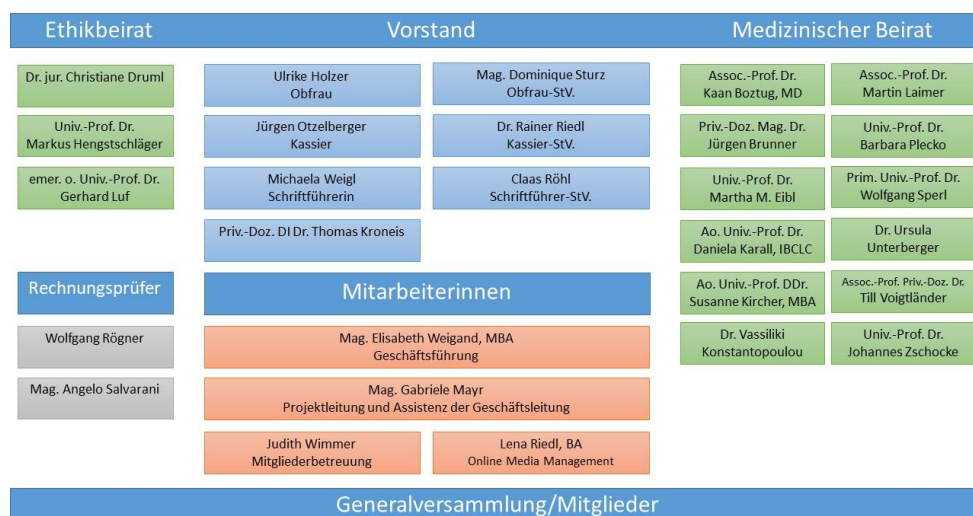 Ethikbeirat
Dr. jur. Christiane Druml
Univ.-Prof. Dr.
Markus Hengstschläger
emer. o. Univ.-Prof. Dr.
Gerhard Luf
Vorstand
Ulrike Holzer
Obfrau
Mag. Dominique Sturz
Obfrau-StV.
Jürgen Otzelberger
Kassier
Dr. Rainer Riedl
Kassier-StV.
Michaela Weigl
Schriftführerin
Claas Röhl
Schriftführer-StV.
Priv.-Doz. DI Dr. Thomas Kroneis
Medizinischer Beirat
Assoc.-Prof. Dr.
Kaan Boztug, MD
Assoc.-Prof. Dr.
Martin Laimer
Priv.-Doz. Mag. Dr.
Jürgen Brunner
Univ.-Prof. Dr.
Barbara Plecko
Univ.-Prof. Dr.
Martha M. Eibl
Prim. Univ.-Prof. Dr.
Wolfgang Sperl
Ao. Univ.-Prof. Dr.
Daniela Karall, IBCLC
Dr. Ursula
Unterberger
Ao. Univ.-Prof. DDr.
Susanne Kircher, MBA
Assoc.-Prof. Priv.-Doz. Dr.
Till Voigtländer
Dr. Vassiliki
Konstantopoulou
Univ.-Prof. Dr.
Johannes Zschocke
Rechnungsprüfer
Wolfgang Rögner
Mag. Angelo Salvarani
Mitarbeiterinnen
Mag. Elisabeth Weigand, MBA
Geschäftsführung
Mag. Gabriele Mayr
Projektleitung und Assistenz der Geschäftsleitung
Judith Wimmer
Mitgliederbetreuung
Lena Riedl, BA
Online Media Management
Generalversammlung/Mitglieder